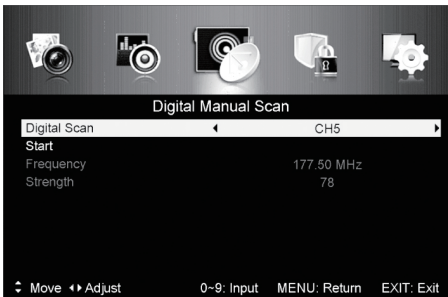 Digital Manual Scan
Digital Scan CH5
Start
Frequency 177.50 MHz
Strength 78
Move Adjust 0~9: Input MENU: Return EXIT: Exit